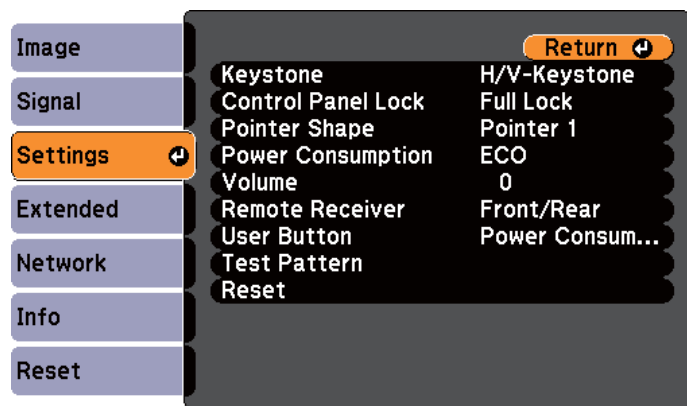 Image
Signal
Settings
Extended
Network
Info
Reset
Return
Keystone H/V-Keystone
Control Panel Lock Full Lock
Pointer Shape Pointer 1
Power Consumption ECO
Volume 0
Remote Receiver Front/Rear
User Button Power Consum...
Test Pattern
Reset